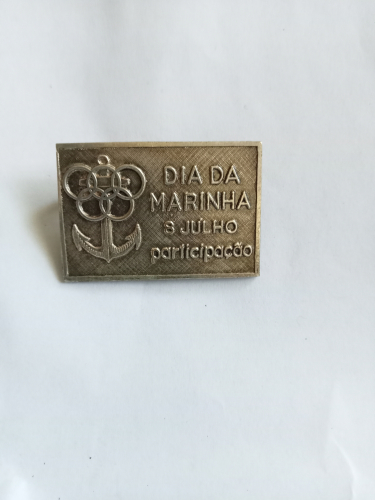 DIA DA
MARINHA
8 JULHO
participação